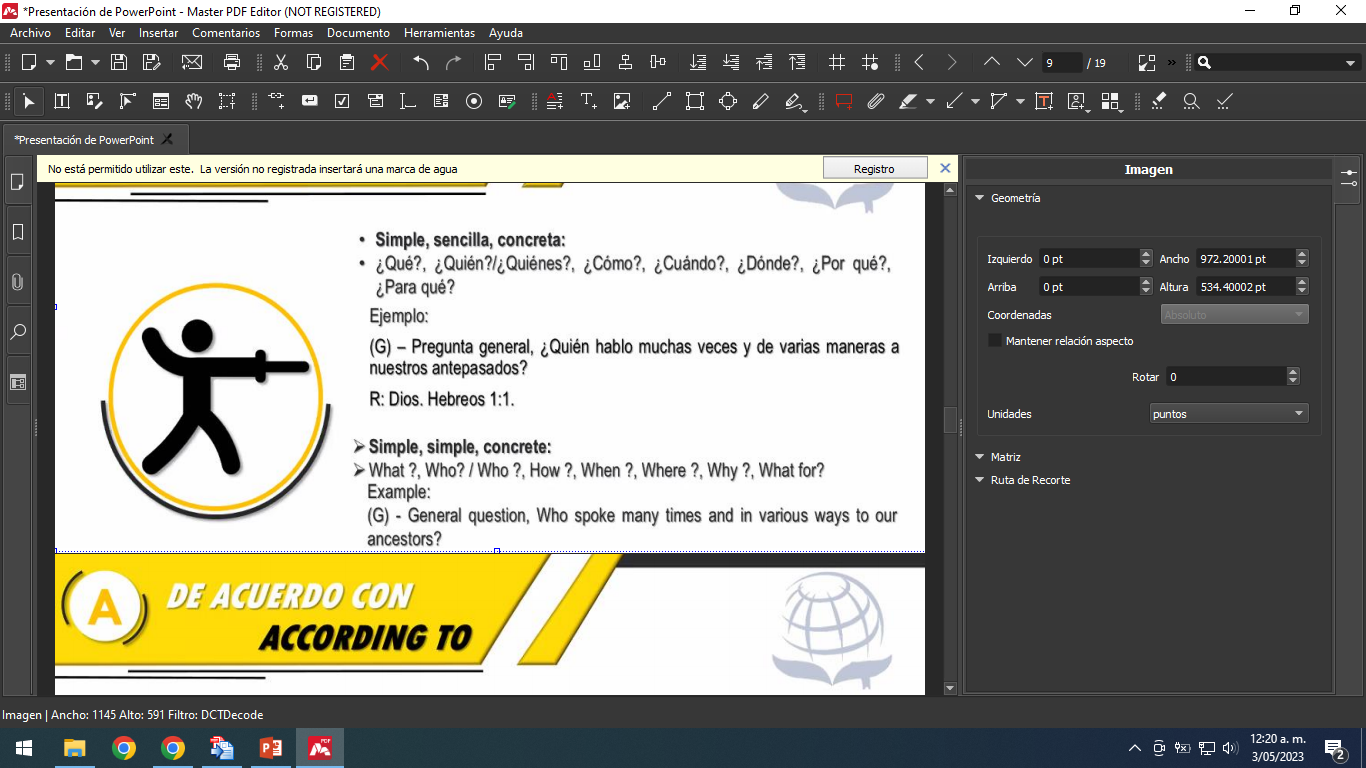 *Presentación de PowerPoint - Master PDF Editor (NOT REGISTERED)
Archivo Editar Ver Insertar Comentarios Formas Documento Herramientas Ayuda
9 / 19
*Presentación de PowerPoint
No está permitido utilizar este. La versión no registrada insertará una marca de agua
Registro
• Simple, sencilla, concreta:
• ¿Qué?, ¿Quién?/¿Quiénes?, ¿Cómo?, ¿Cuándo?, ¿Dónde?, ¿Por qué?,
¿Para qué?
Ejemplo:
(G) – Pregunta general, ¿Quién hablo muchas veces y de varias maneras a
nuestros antepasados?
R: Dios. Hebreos 1:1.
➢ Simple, simple, concrete:
➢ What ?, Who? / Who ?, How ?, When ?, Where ?, Why ?, What for?
Example:
(G) - General question, Who spoke many times and in various ways to our
ancestors?
A
DE ACUERDO CON
ACCORDING TO
Imagen
Geometría
Izquierdo 0 pt Ancho 972.20001 pt
Arriba 0 pt Altura 534.40002 pt
Coordenadas Absoluto
Mantener relación aspecto
Rotar 0
Unidades puntos
Matriz
Ruta de Recorte
Imagen | Ancho: 1145 Alto: 591 Filtro: DCTDecode
12:20 a. m.
3/05/2023
2